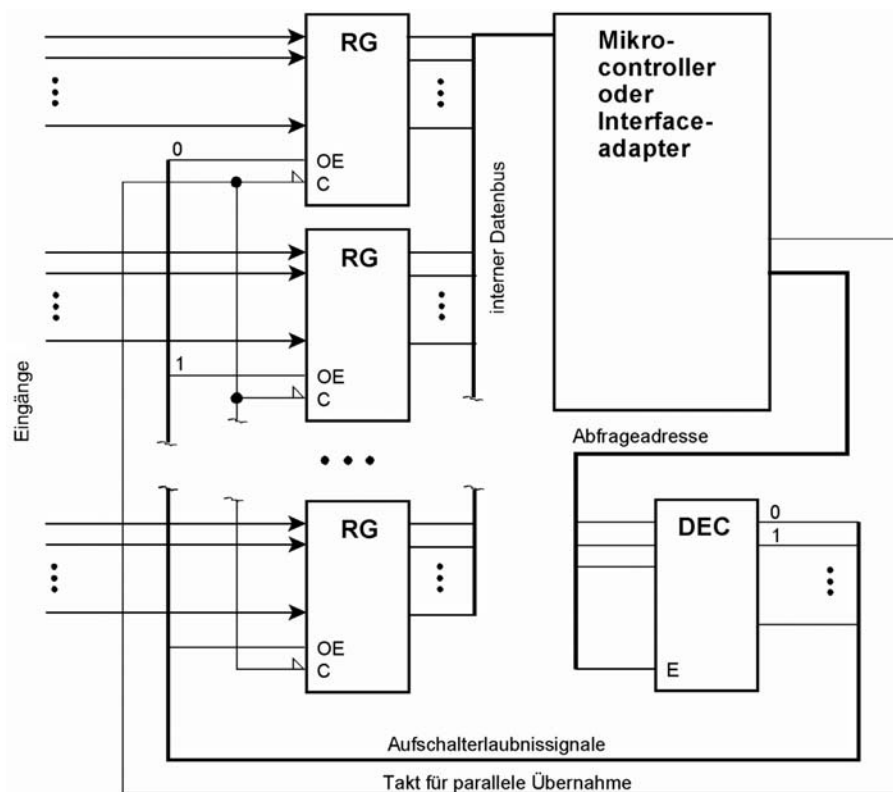 RG
Mikro-
controller
oder
Interface-
adapter
0
OE
C
interner Datenbus
RG
1
OE
C
Eingänge
Abfrageadresse
RG
OE
C
DEC
0
1
E
Aufschalterlaubnissignale
Takt für parallele Übernahme